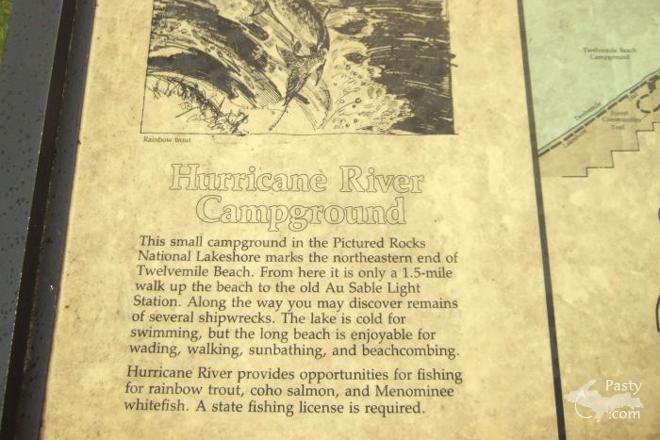 Rainbow trout
Hurricane River
Campground
This small campground in the Pictured Rocks
National Lakeshore marks the northeastern end of
Twelvemile Beach. From here it is only a 1.5-mile
walk up the beach to the old Au Sable Light
Station. Along the way you may discover remains
of several shipwrecks. The lake is cold for
swimming, but the long beach is enjoyable for
wading, walking, sunbathing, and beachcombing.
Hurricane River provides opportunities for fishing
for rainbow trout, coho salmon, and Menominee
whitefish. A state fishing license is required.
Twelvemile Beach
Campground
Twelvemile
Trail
Pasty
.com